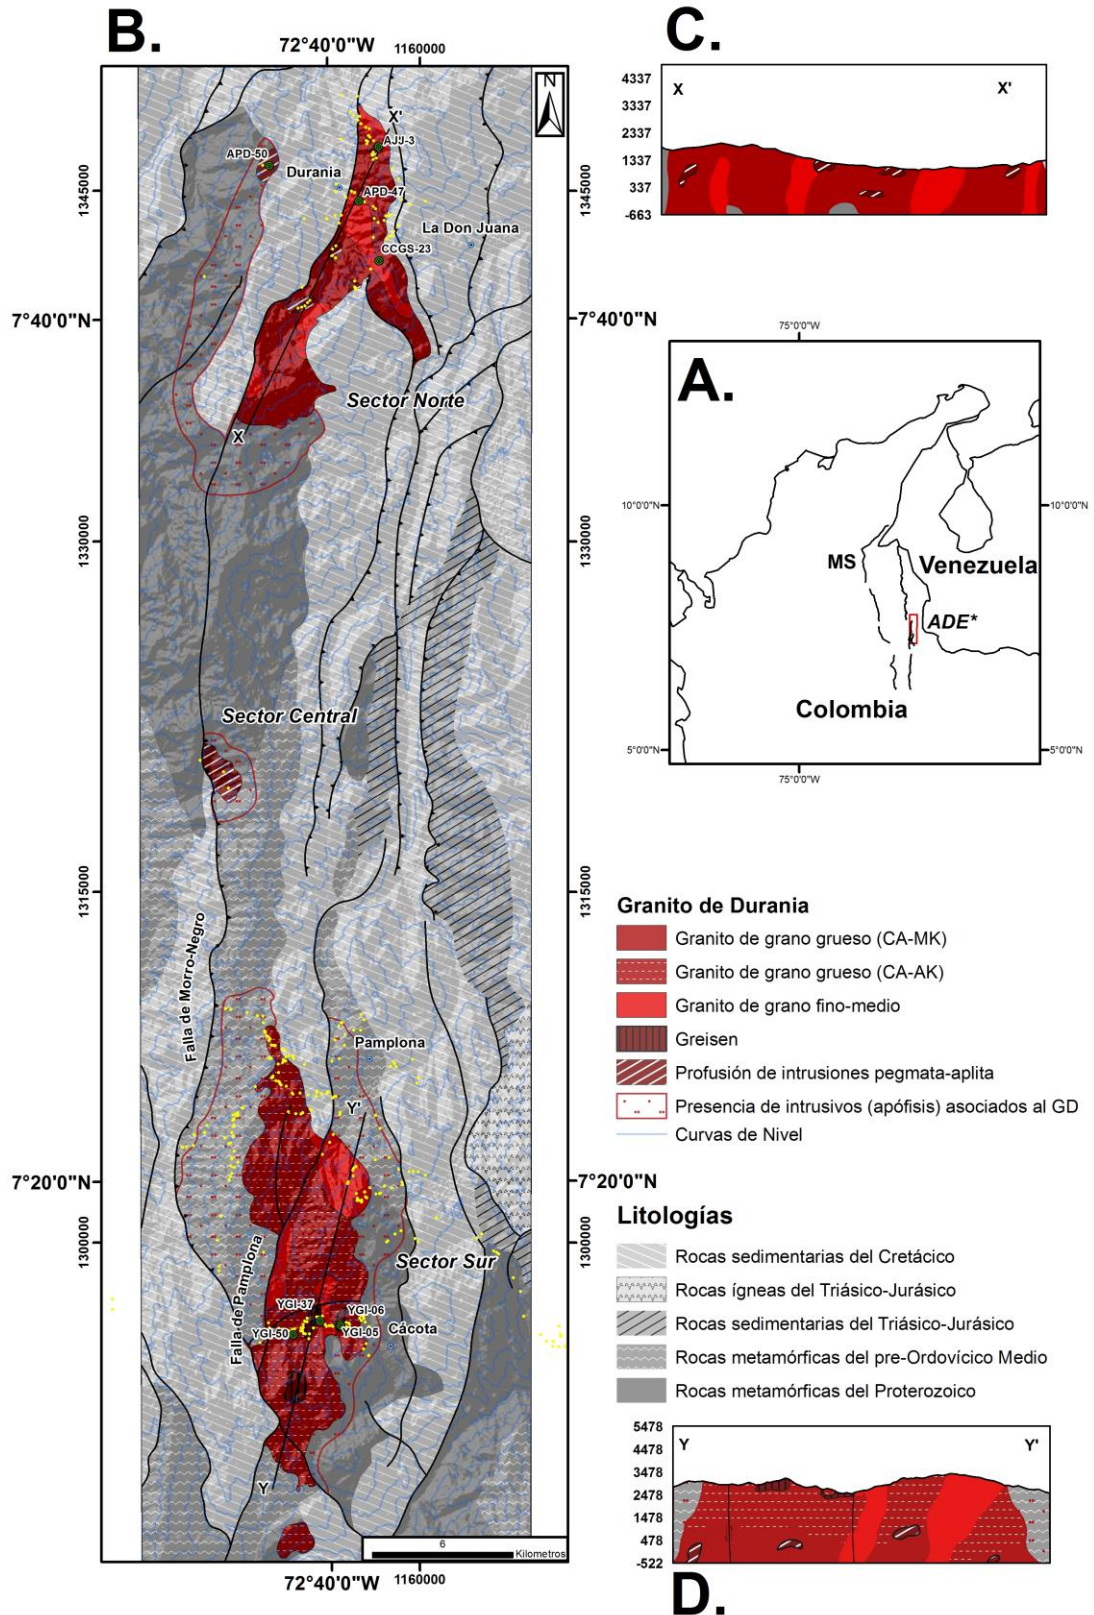 B.
72°40'0"W
1160000
N
X'
AJJ-3
APD-50
Durania
APD-47
1345000
1345000
La Don Juana
CCGS-23
7°40'0"N
7°40'0"N
Sector Norte
X
1330000
1330000
Sector Central
1315000
1315000
Falla de Morro-Negro
Pamplona
Y'
7°20'0"N
7°20'0"N
1300000
1300000
Sector Sur
Falla de Pamplona
YGI-37
YGI-06
YGI-50
YGI-05
Cácota
Y
6
Kilometros
72°40'0"W
1160000
C.
4337
3337
2337
1337
337
-663
X
X'
75°0'0"W
A.
10°0'0"N
10°0'0"N
MS
Venezuela
ADE*
Colombia
5°0'0"N
5°0'0"N
75°0'0"W
Granito de Durania
Granito de grano grueso (CA-MK)
Granito de grano grueso (CA-AK)
Granito de grano fino-medio
Greisen
Profusión de intrusiones pegmata-aplita
Presencia de intrusivos (apófisis) asociados al GD
Curvas de Nivel
Litologías
Rocas sedimentarias del Cretácico
Rocas ígneas del Triásico-Jurásico
Rocas sedimentarias del Triásico-Jurásico
Rocas metamórficas del pre-Ordovícico Medio
Rocas metamórficas del Proterozoico
5478
4478
3478
2478
1478
478
-522
Y
Y'
D.